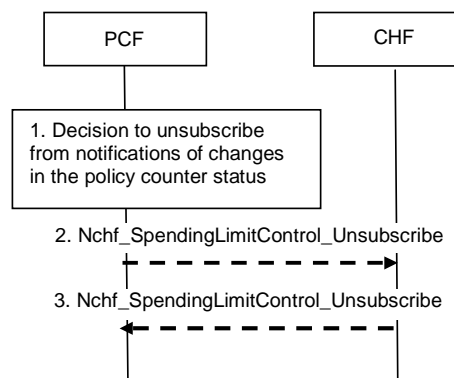 PCF
CHF
1. Decision to unsubscribe
from notifications of changes
in the policy counter status
2. Nchf_SpendingLimitControl_Unsubscribe
3. Nchf_SpendingLimitControl_Unsubscribe